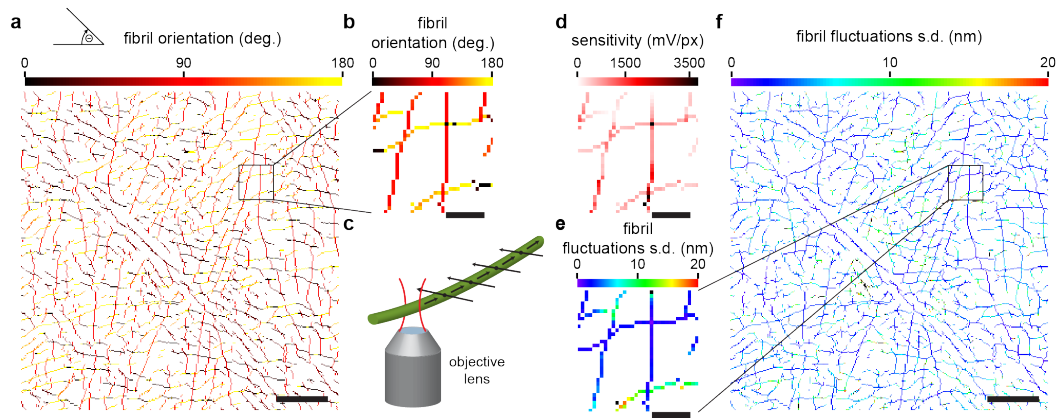 a
Θ
fibril orientation (deg.)
0 90 180
b
fibril
orientation (deg.)
0 90 180
c
objective
lens
d
sensitivity (mV/px)
0 1500 3500
e
fibril
fluctuations s.d. (nm)
0 10 20
f
fibril fluctuations s.d. (nm)
0 10 20